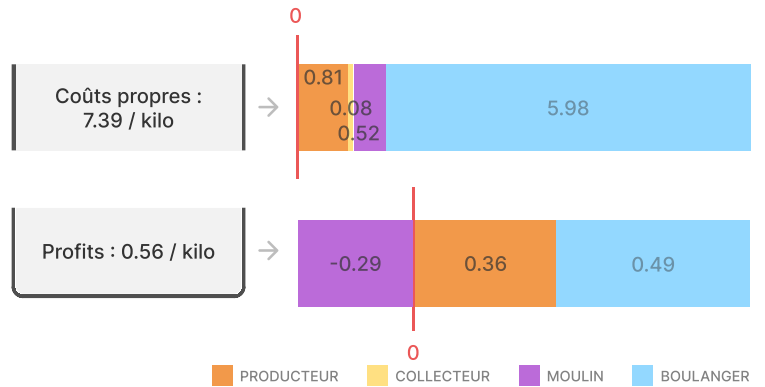 0
Coûts propres :
7.39 / kilo
0.81
0.08
0.52
5.98
Profits : 0.56 / kilo
-0.29
0.36
0.49
0
PRODUCTEUR
COLLECTEUR
MOULIN
BOULANGER